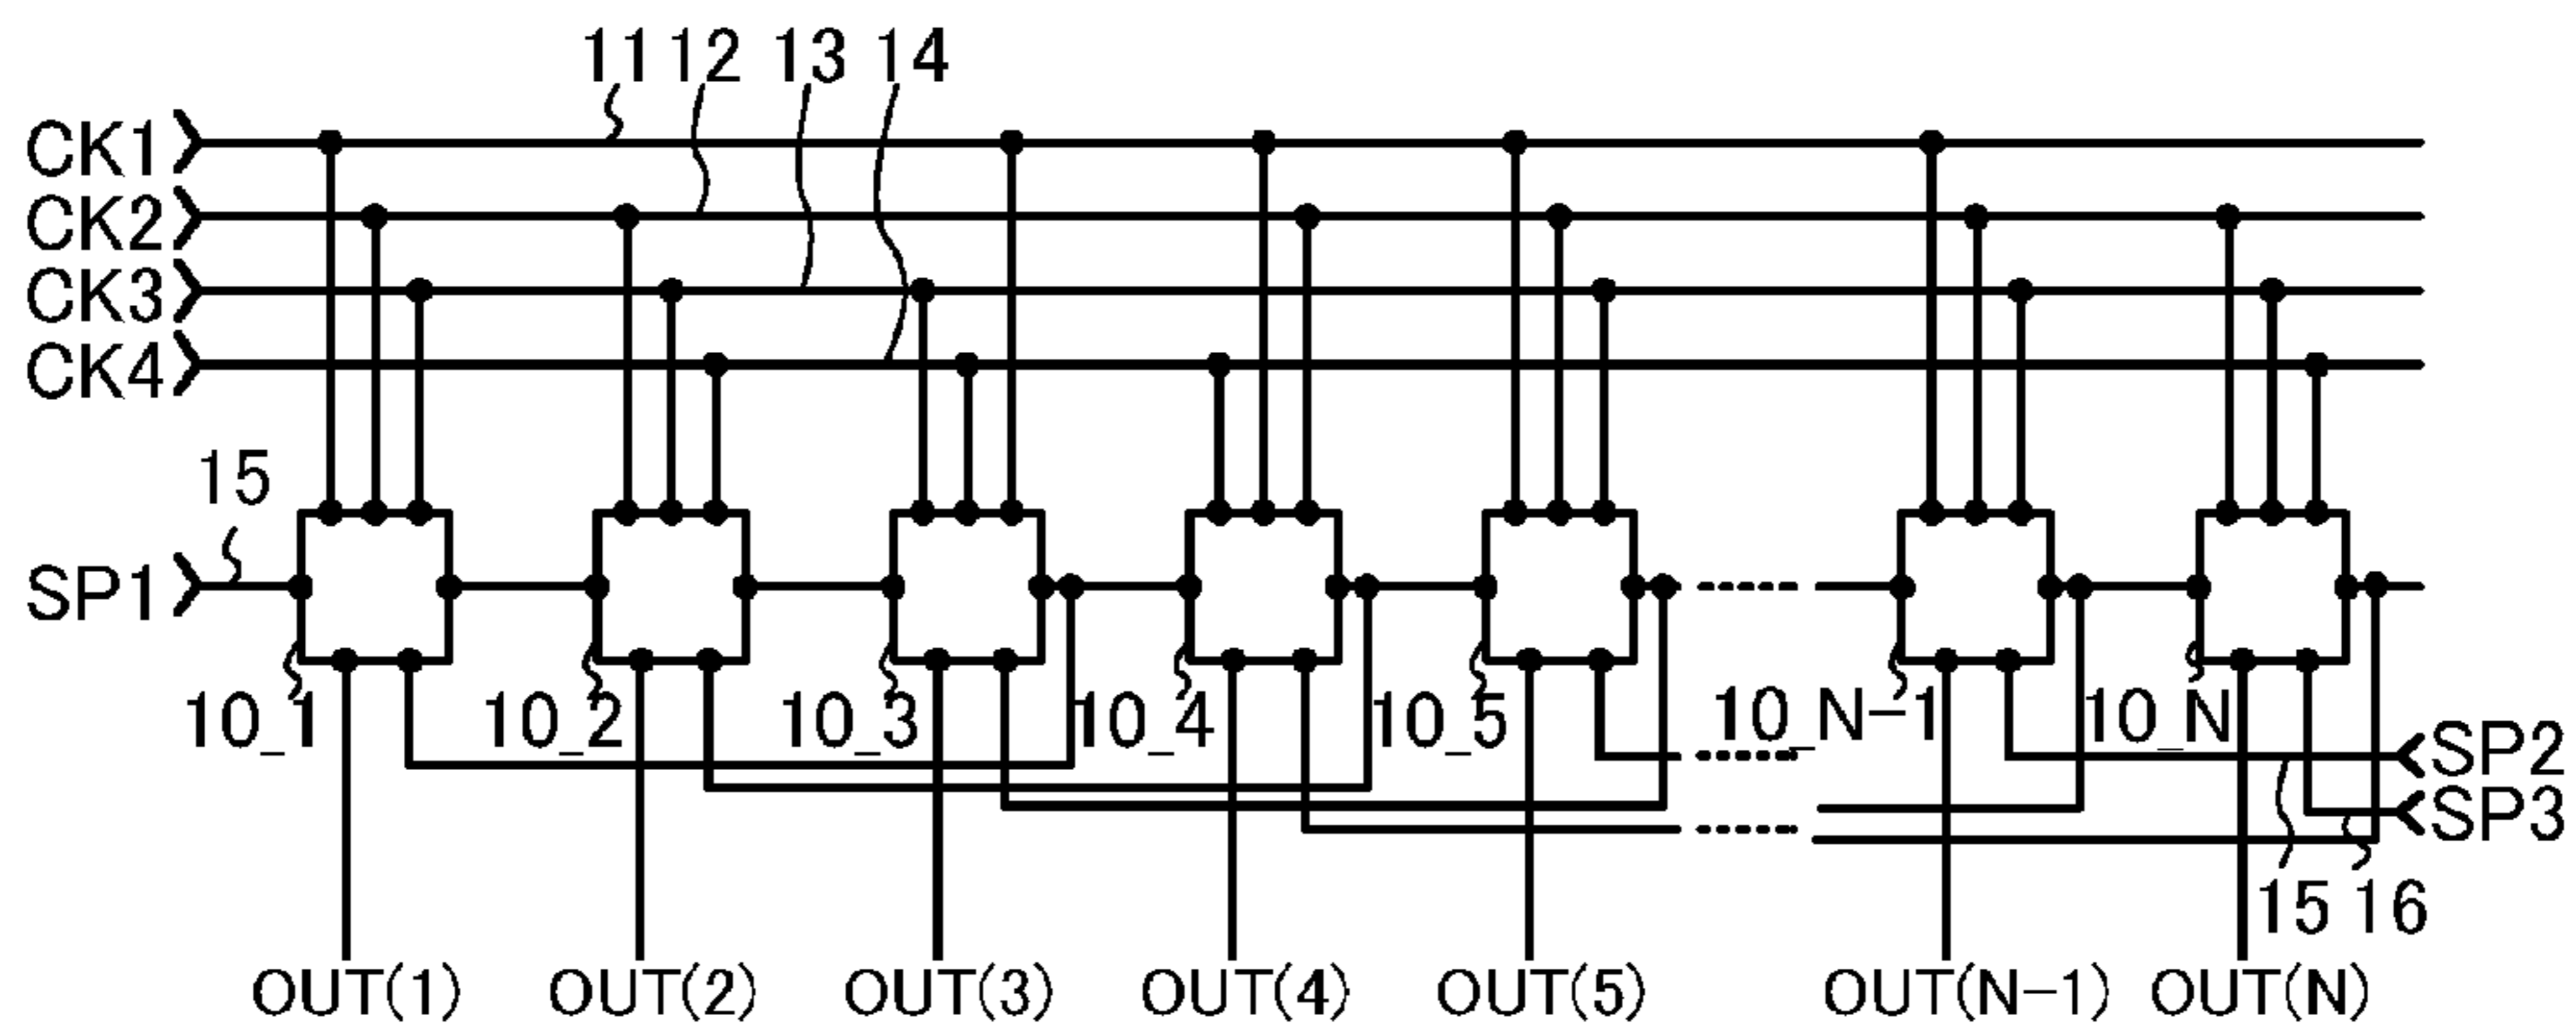 11 12 13 14
CK1
CK2
CK3
CK4
15
SP1
10_1 10_2 10_3 10_4 10_5 10_N-1 10_N
SP2
SP3
15 16
OUT(1) OUT(2) OUT(3) OUT(4) OUT(5) OUT(N-1) OUT(N)